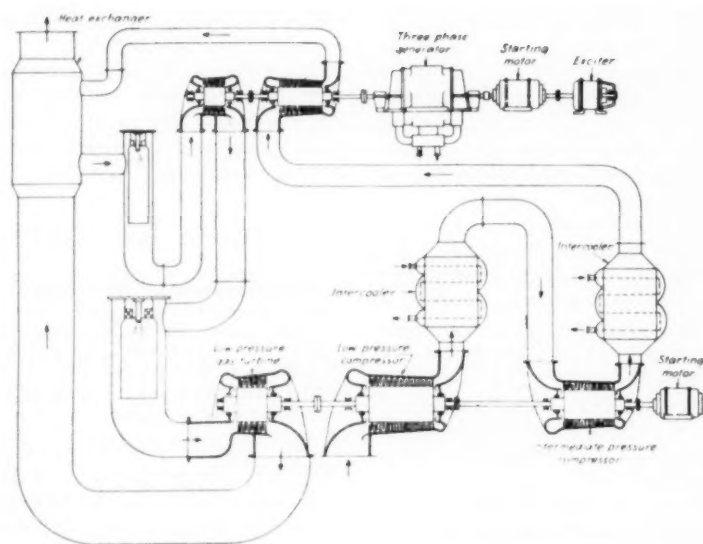 Heat exchanger
Three phase
generator
Starting
motor
Exciter
Intercooler
Intercooler
Low pressure
gas turbine
Low pressure
compressor
Starting
motor
Intermediate pressure
compressor